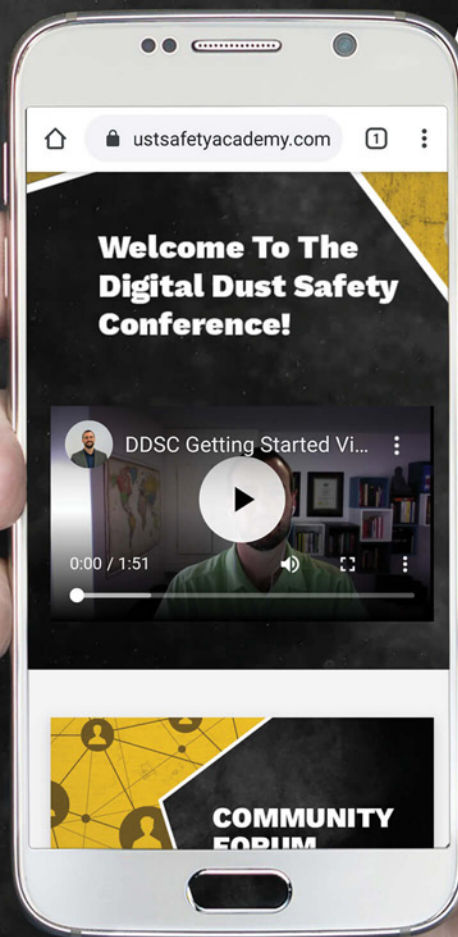 ustsafetyacademy.com
1
Welcome To The
Digital Dust Safety
Conference!
DDSC Getting Started Vi...
0:00 / 1:51
COMMUNITY
FORUM